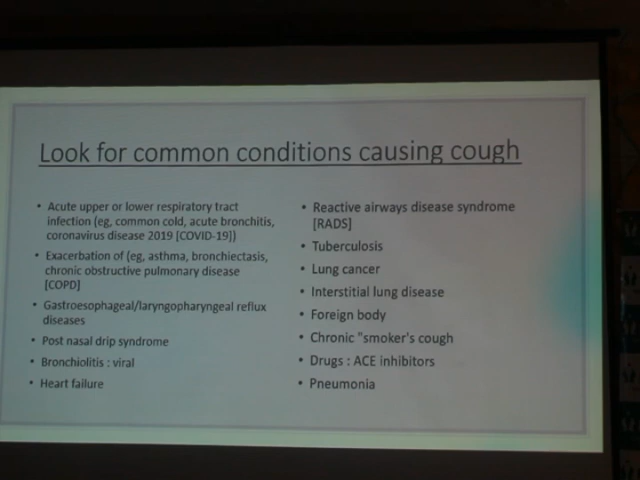 Look for common conditions causing cough
• Acute upper or lower respiratory tract
infection (eg, common cold, acute bronchitis,
coronavirus disease 2019 [COVID-19])
• Exacerbation of (eg, asthma, bronchiectasis,
chronic obstructive pulmonary disease
[COPD]
• Gastroesophageal/laryngopharyngeal reflux
diseases
• Post nasal drip syndrome
• Bronchiolitis : viral
• Heart failure
• Reactive airways disease syndrome
[RADS]
• Tuberculosis
• Lung cancer
• Interstitial lung disease
• Foreign body
• Chronic "smoker's cough
• Drugs : ACE inhibitors
• Pneumonia